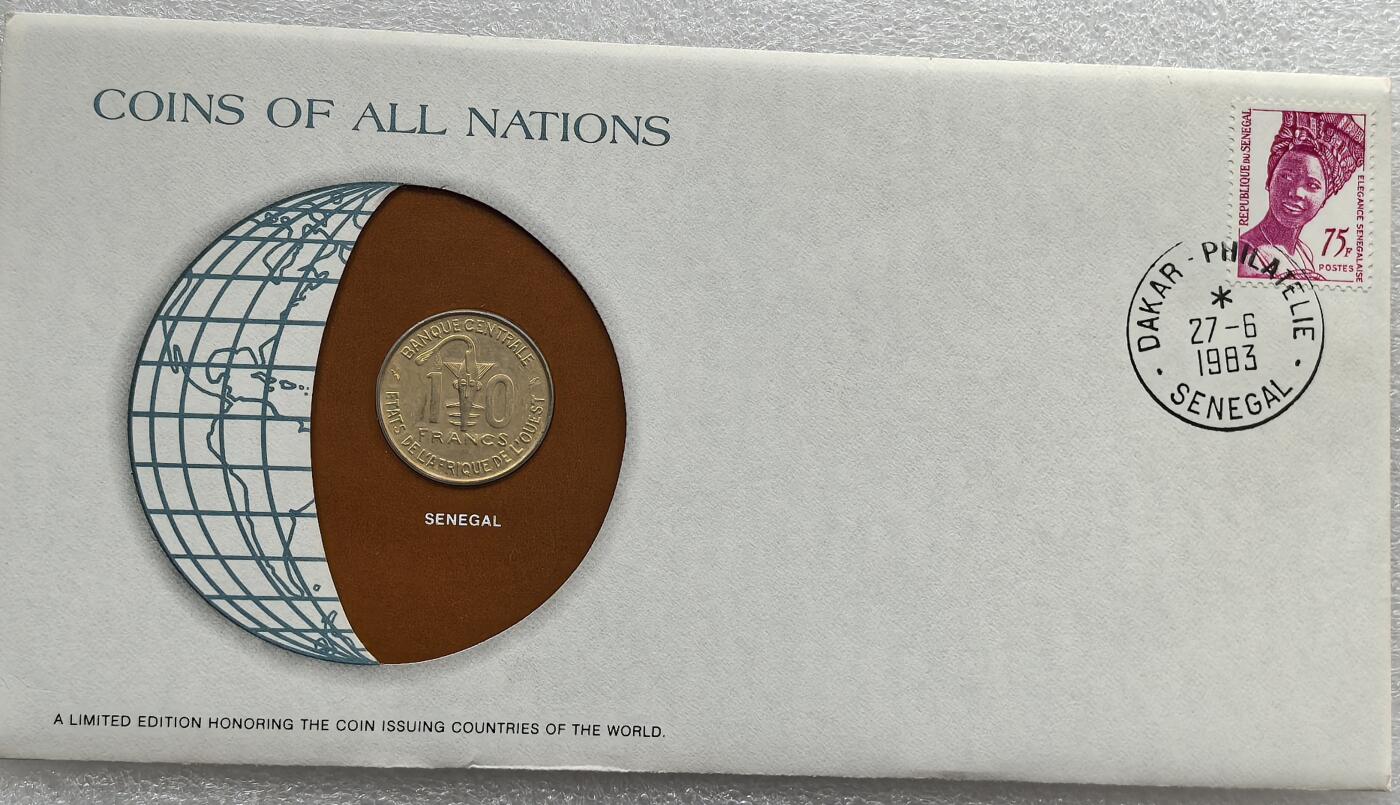 COINS OF ALL NATIONS
REPUBLIQUE DU SENEGAL
ELEGANCE SENEGALAISE
75F
POSTES
DAKAR - PHILATELIE
27-6
1983
SENEGAL
BANQUE CENTRALE
10
FRANCS
ETATS DE L'AFRIQUE DE L'OUEST
SENEGAL
A LIMITED EDITION HONORING THE COIN ISSUING COUNTRIES OF THE WORLD.